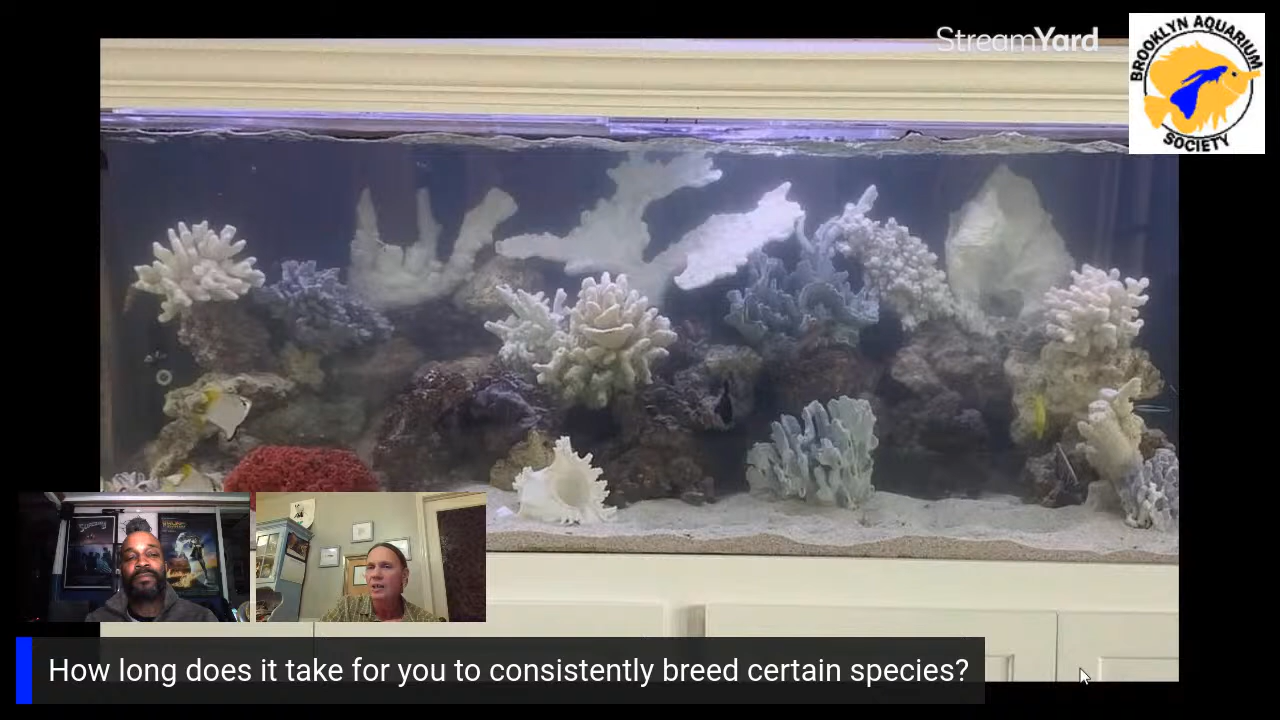 StreamYard
BROOKLYN AQUARIUM
SOCIETY
How long does it take for you to consistently breed certain species?